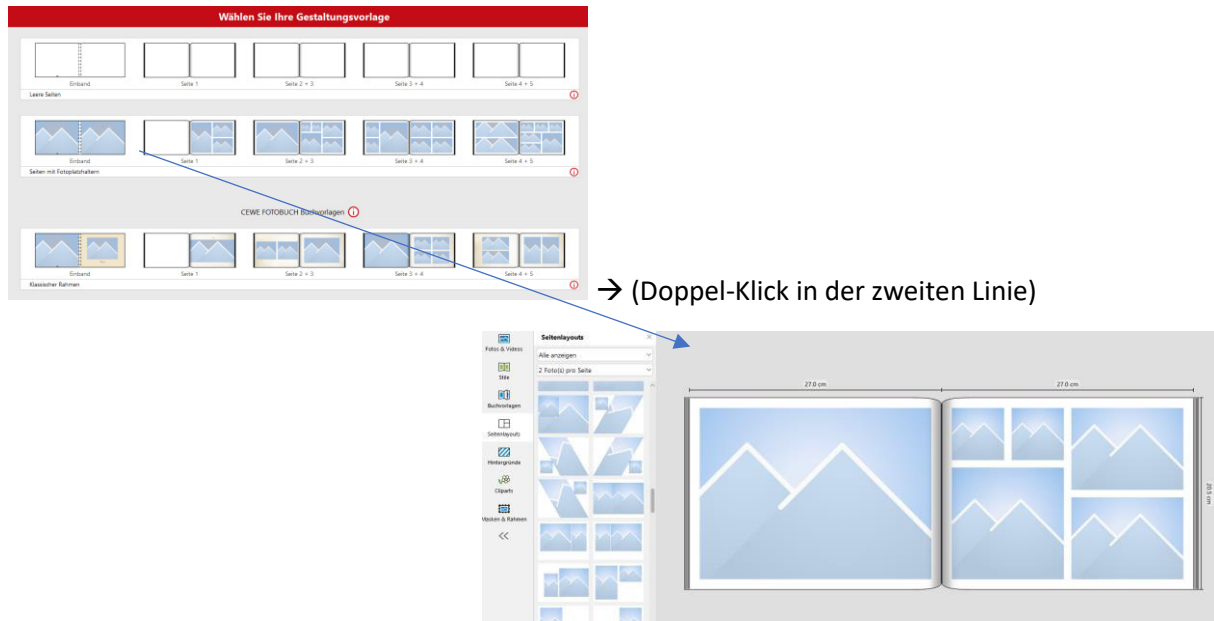 Wählen Sie Ihre Gestaltungsvorlage
Einband Seite 1 Seite 2 + 3 Seite 3 + 4 Seite 4 + 5
Leere Seiten
Einband Seite 1 Seite 2 + 3 Seite 3 + 4 Seite 4 + 5
Seiten mit Fotoplatzhaltern
CEWE FOTOBUCH Buchvorlagen
Einband Seite 1 Seite 2 + 3 Seite 3 + 4 Seite 4 + 5
Klassischer Rahmen
→ (Doppel-Klick in der zweiten Linie)
Fotos & Videos
Stile
Buchvorlagen
Seitenlayouts
Hintergründe
Cliparts
Masken & Rahmen
Seitenlayouts
Alle anzeigen
2 Foto(s) pro Seite
27.0 cm 27.0 cm
20.5 cm